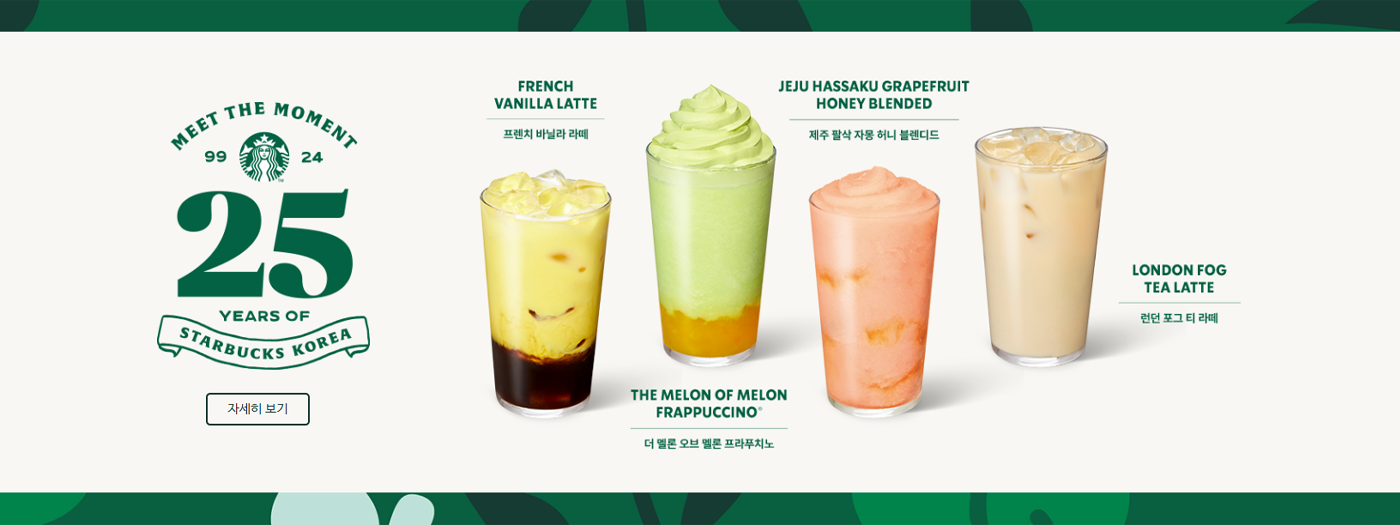 MEET THE MOMENT
99 24
25
YEARS OF
STARBUCKS KOREA
자세히 보기
FRENCH
VANILLA LATTE
프렌치 바닐라 라떼
THE MELON OF MELON
FRAPPUCCINO®
더 멜론 오브 멜론 프라푸치노
JEJU HASSAKU GRAPEFRUIT
HONEY BLENDED
제주 팔삭 자몽 허니 블렌디드
LONDON FOG
TEA LATTE
런던 포그 티 라떼